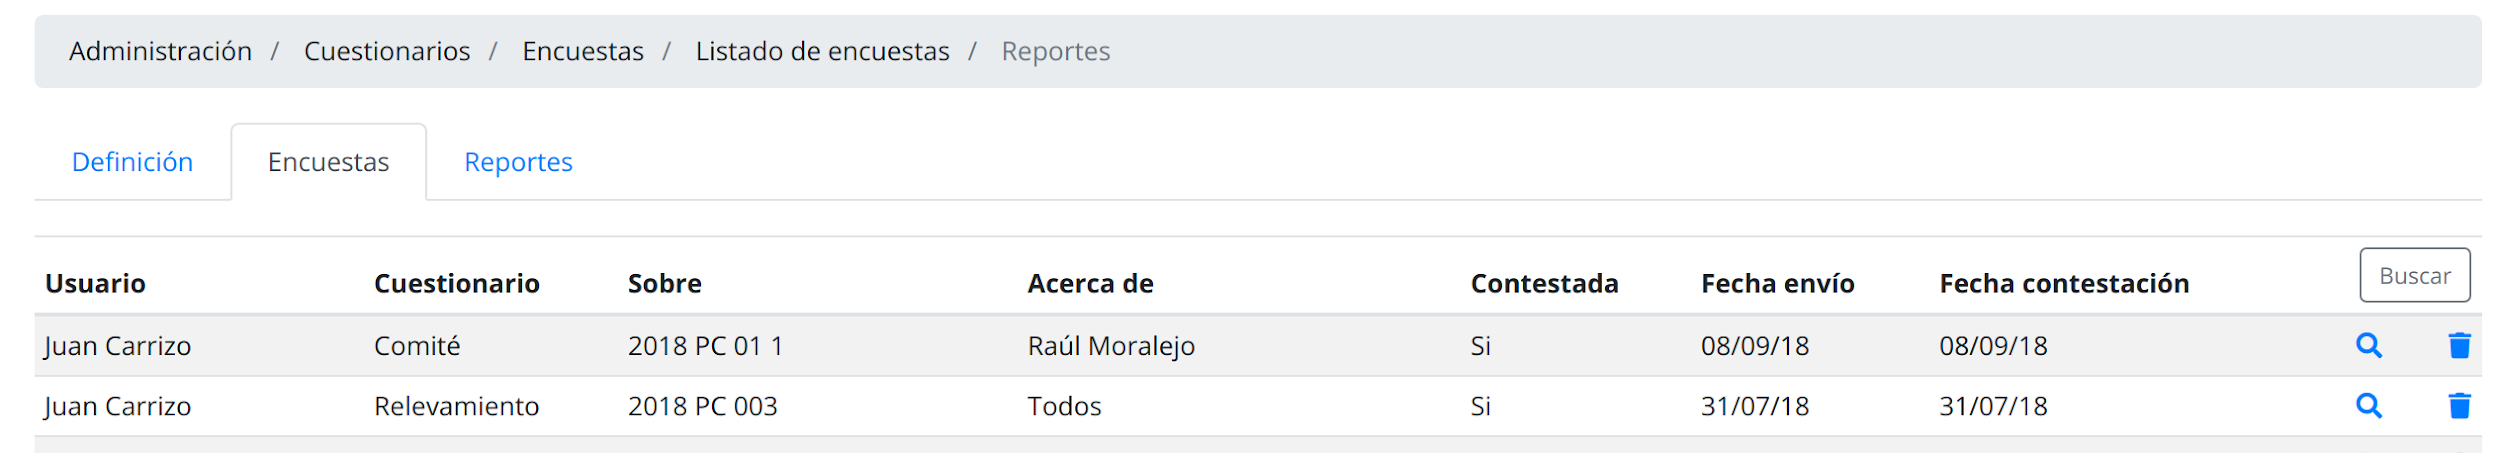 Administración / Cuestionarios / Encuestas / Listado de encuestas / Reportes
Definición Encuestas Reportes
Buscar
Usuario Cuestionario Sobre Acerca de Contestada Fecha envío Fecha contestación
Juan Carrizo Comité 2018 PC 01 1 Raúl Moralejo Si 08/09/18 08/09/18
Juan Carrizo Relevamiento 2018 PC 003 Todos Si 31/07/18 31/07/18